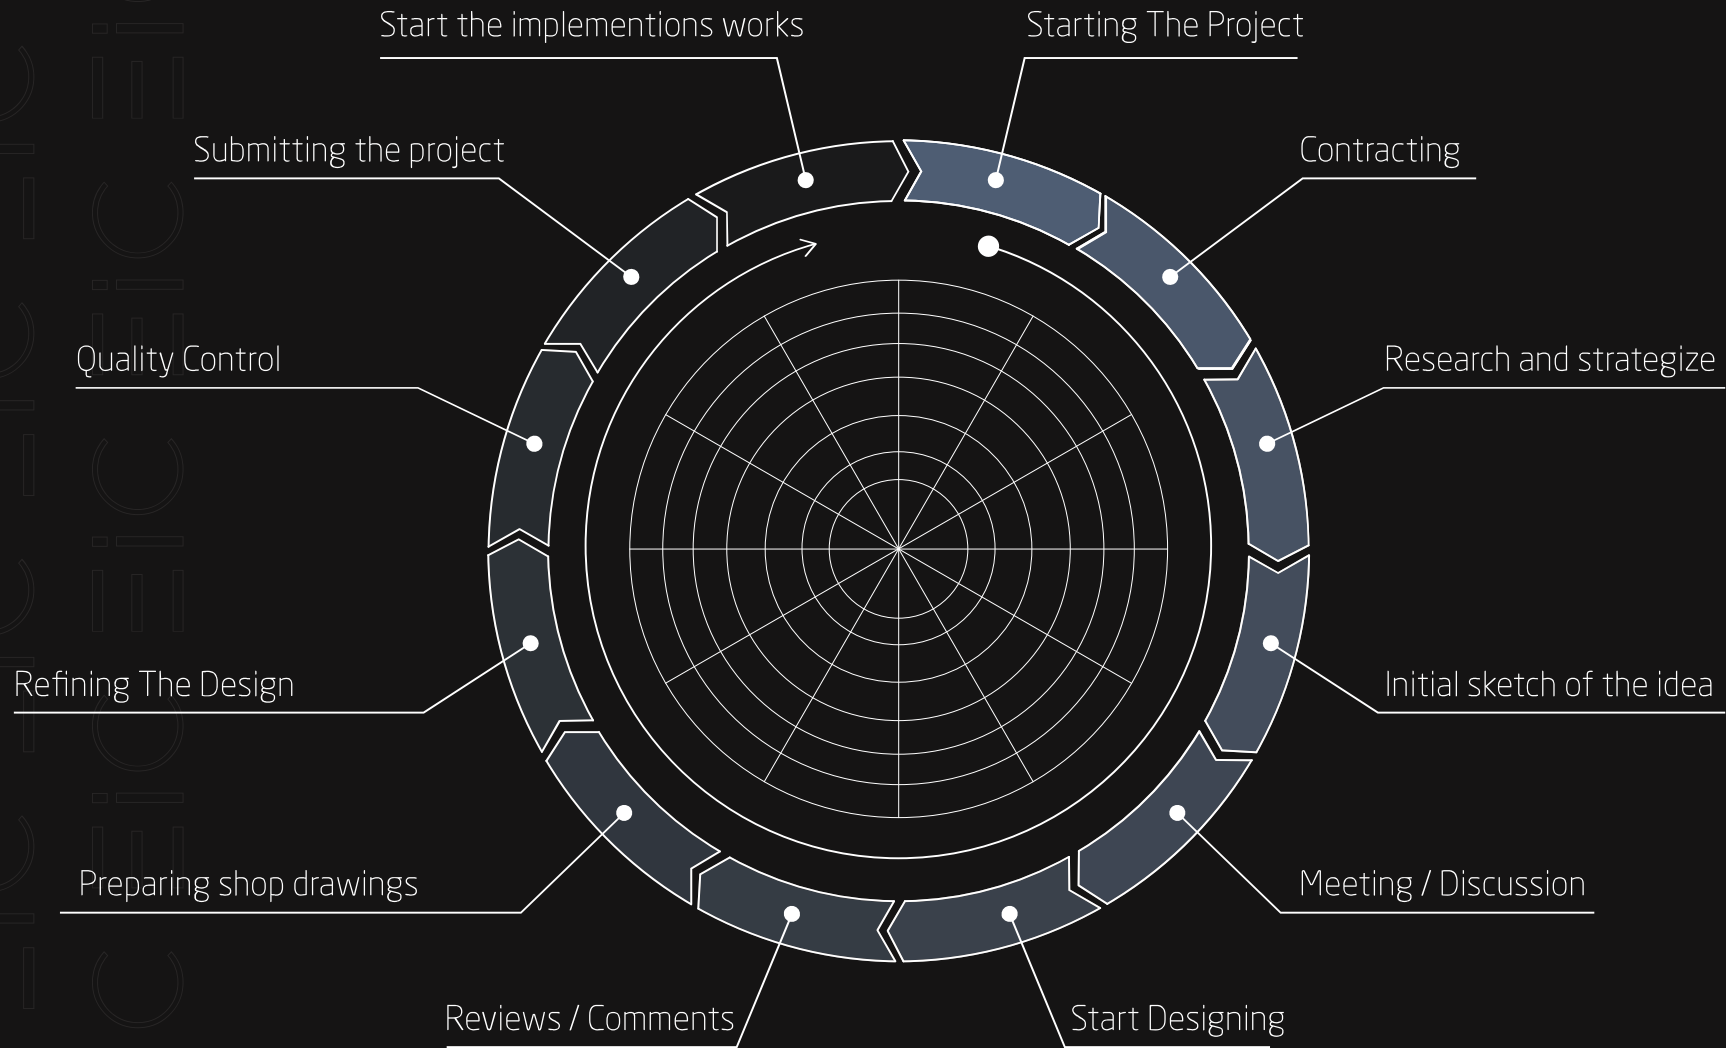 Start the implementions works
Starting The Project
Submitting the project
Contracting
Quality Control
Research and strategize
Refining The Design
Initial sketch of the idea
Preparing shop drawings
Meeting / Discussion
Reviews / Comments
Start Designing